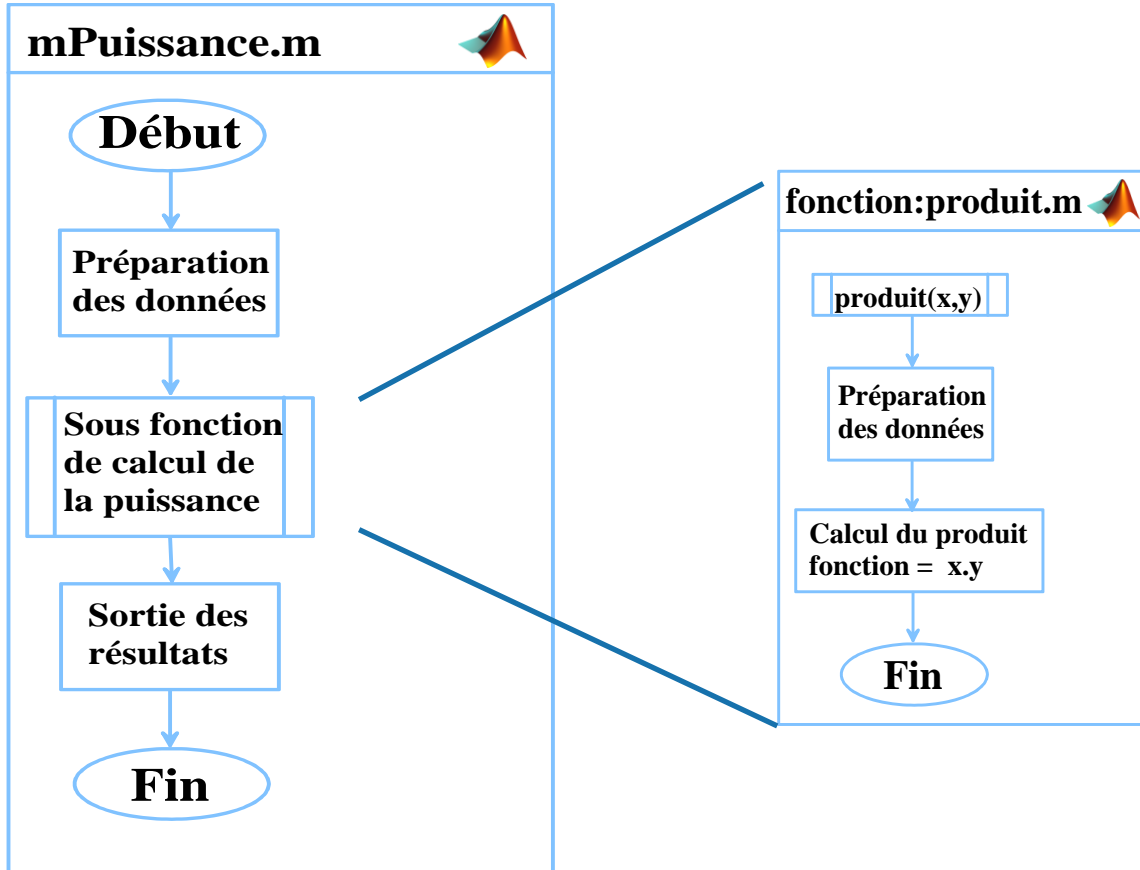 mPuissance.m
Début
Préparation
des données
Sous fonction
de calcul de
la puissance
Sortie des
résultats
Fin
fonction:produit.m
produit(x,y)
Préparation
des données
Calcul du produit
fonction = x.y
Fin